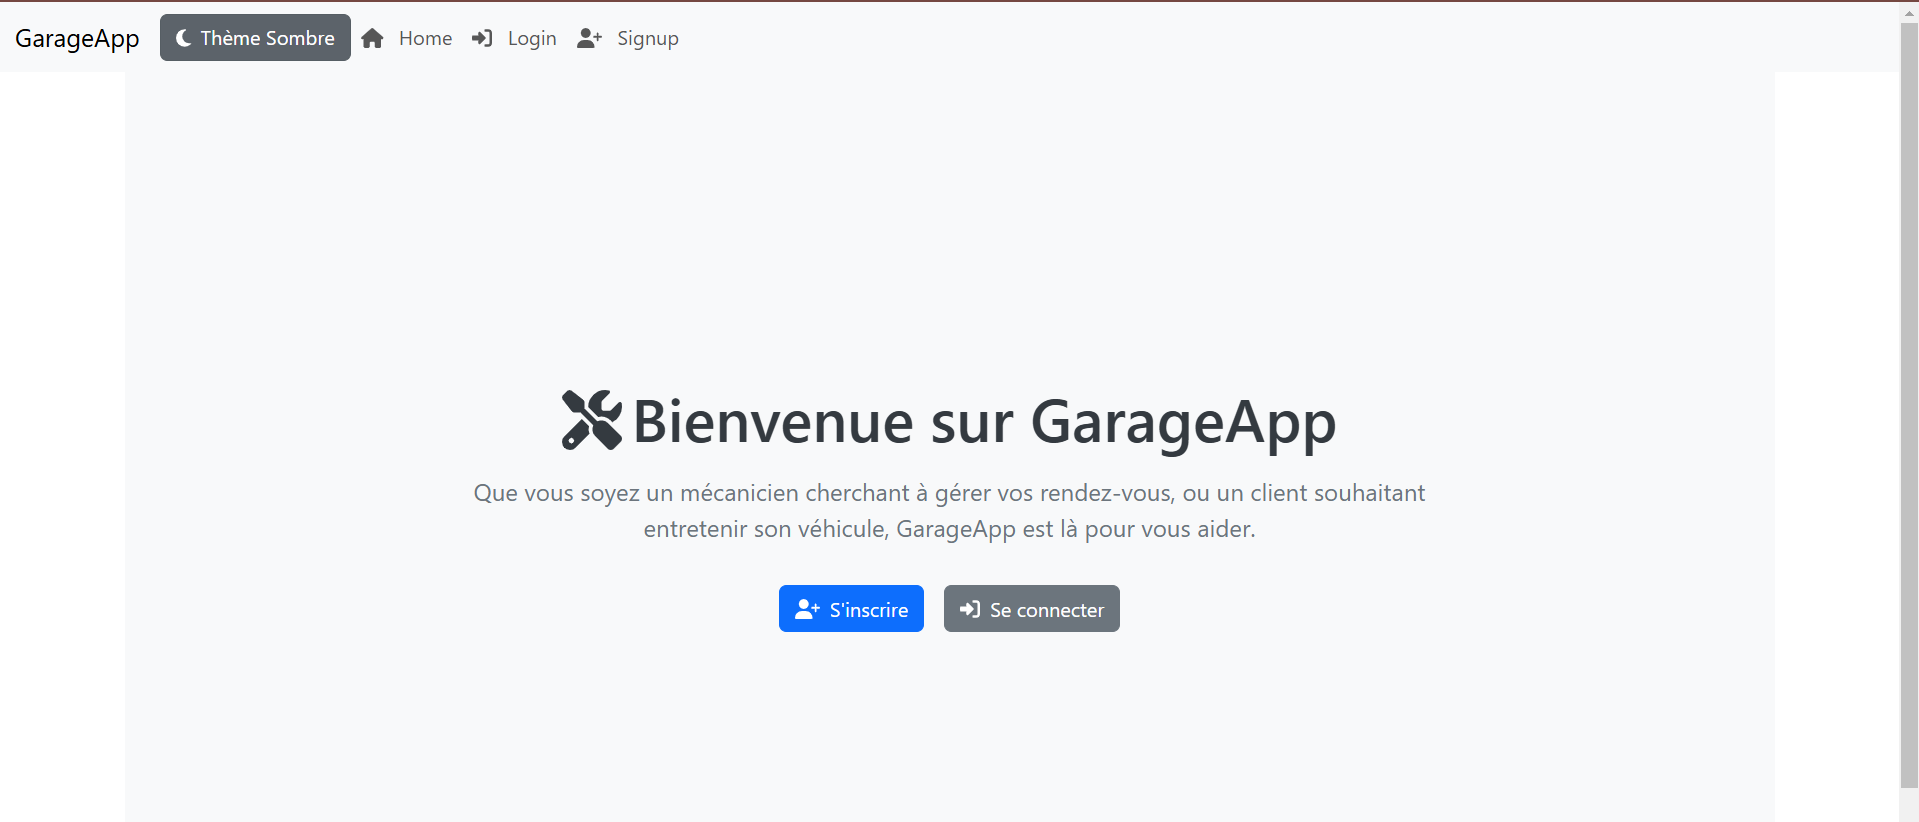 GarageApp Thème Sombre Home Login Signup
Bienvenue sur GarageApp
Que vous soyez un mécanicien cherchant à gérer vos rendez-vous, ou un client souhaitant
entretenir son véhicule, GarageApp est là pour vous aider.
S'inscrire Se connecter